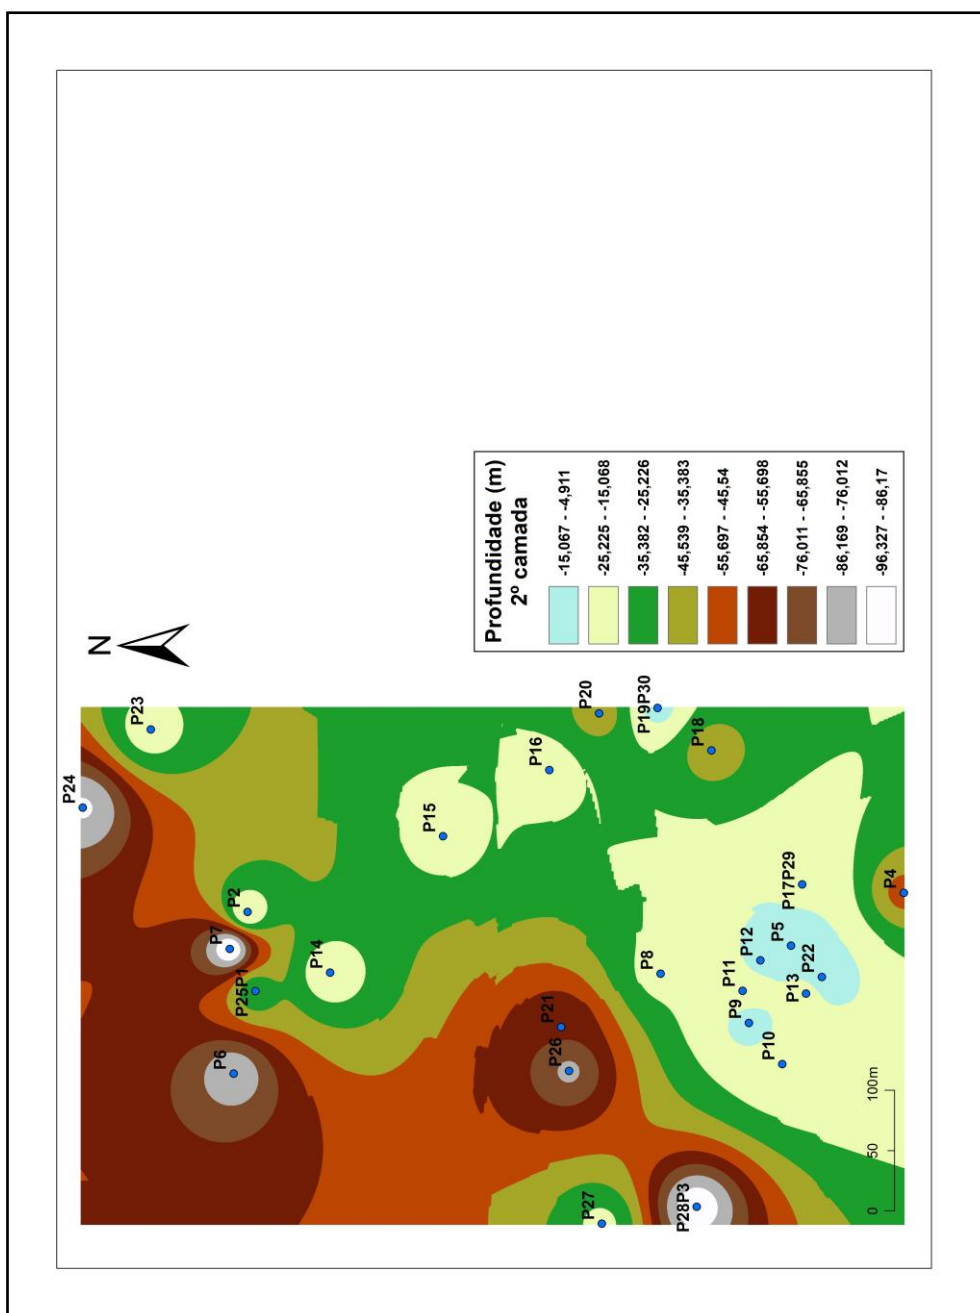 N
P24
P23
P2
P7
P25P1
P6
P14
P15
P16
P20
P19P30
P18
P21
P26
P27
P28P3
P8
P12
P11
P9
P10
P5
P22
P13
P17P29
P4
0 50 100m
Profundidade (m)
2º camada
-15,067 - -4,911
-25,225 - -15,068
-35,382 - -25,226
-45,539 - -35,383
-55,697 - -45,54
-65,854 - -55,698
-76,011 - -65,855
-86,169 - -76,012
-96,327 - -86,17